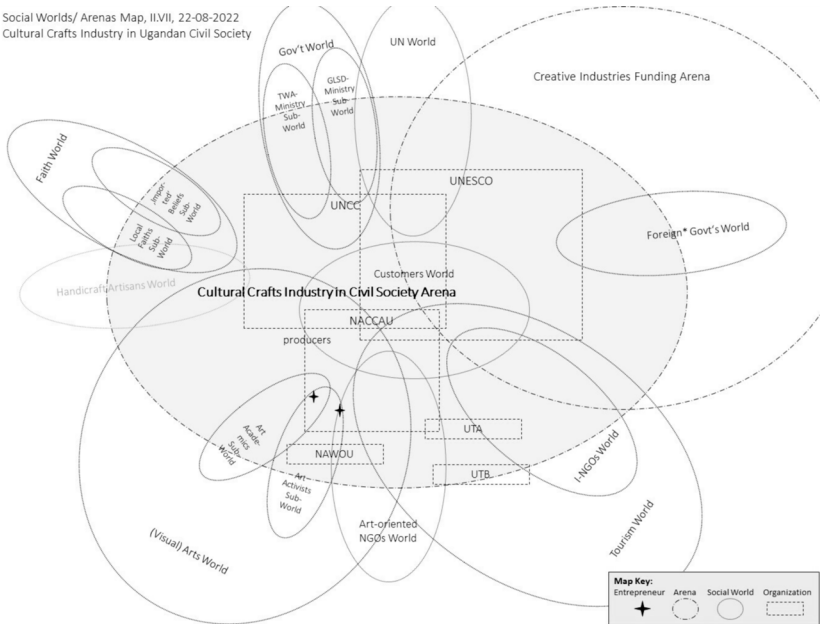 Social Worlds/ Arenas Map, II.VII, 22-08-2022
Cultural Crafts Industry in Ugandan Civil Society
Gov't World
UN World
Creative Industries Funding Arena
TWA-
Ministry
Sub-
World
GLSD-
Ministry
Sub-
World
Faith World
'Impor-
ted'
Beliefs
Sub-
World
Local
Faiths
Sub-
World
UNESCO
UNCC
Foreign* Govt's World
Handicraft Artisans World
Customers World
Cultural Crafts Industry in Civil Society Arena
NACCAU
producers
Art
Acade-
mics
Sub-
World
UTA
NAWOU
UTB
I-NGOs World
Art
Activists
Sub-
World
Art-oriented
NGOs World
(Visual) Arts World
Tourism World
Map Key:
Entrepreneur Arena Social World Organization